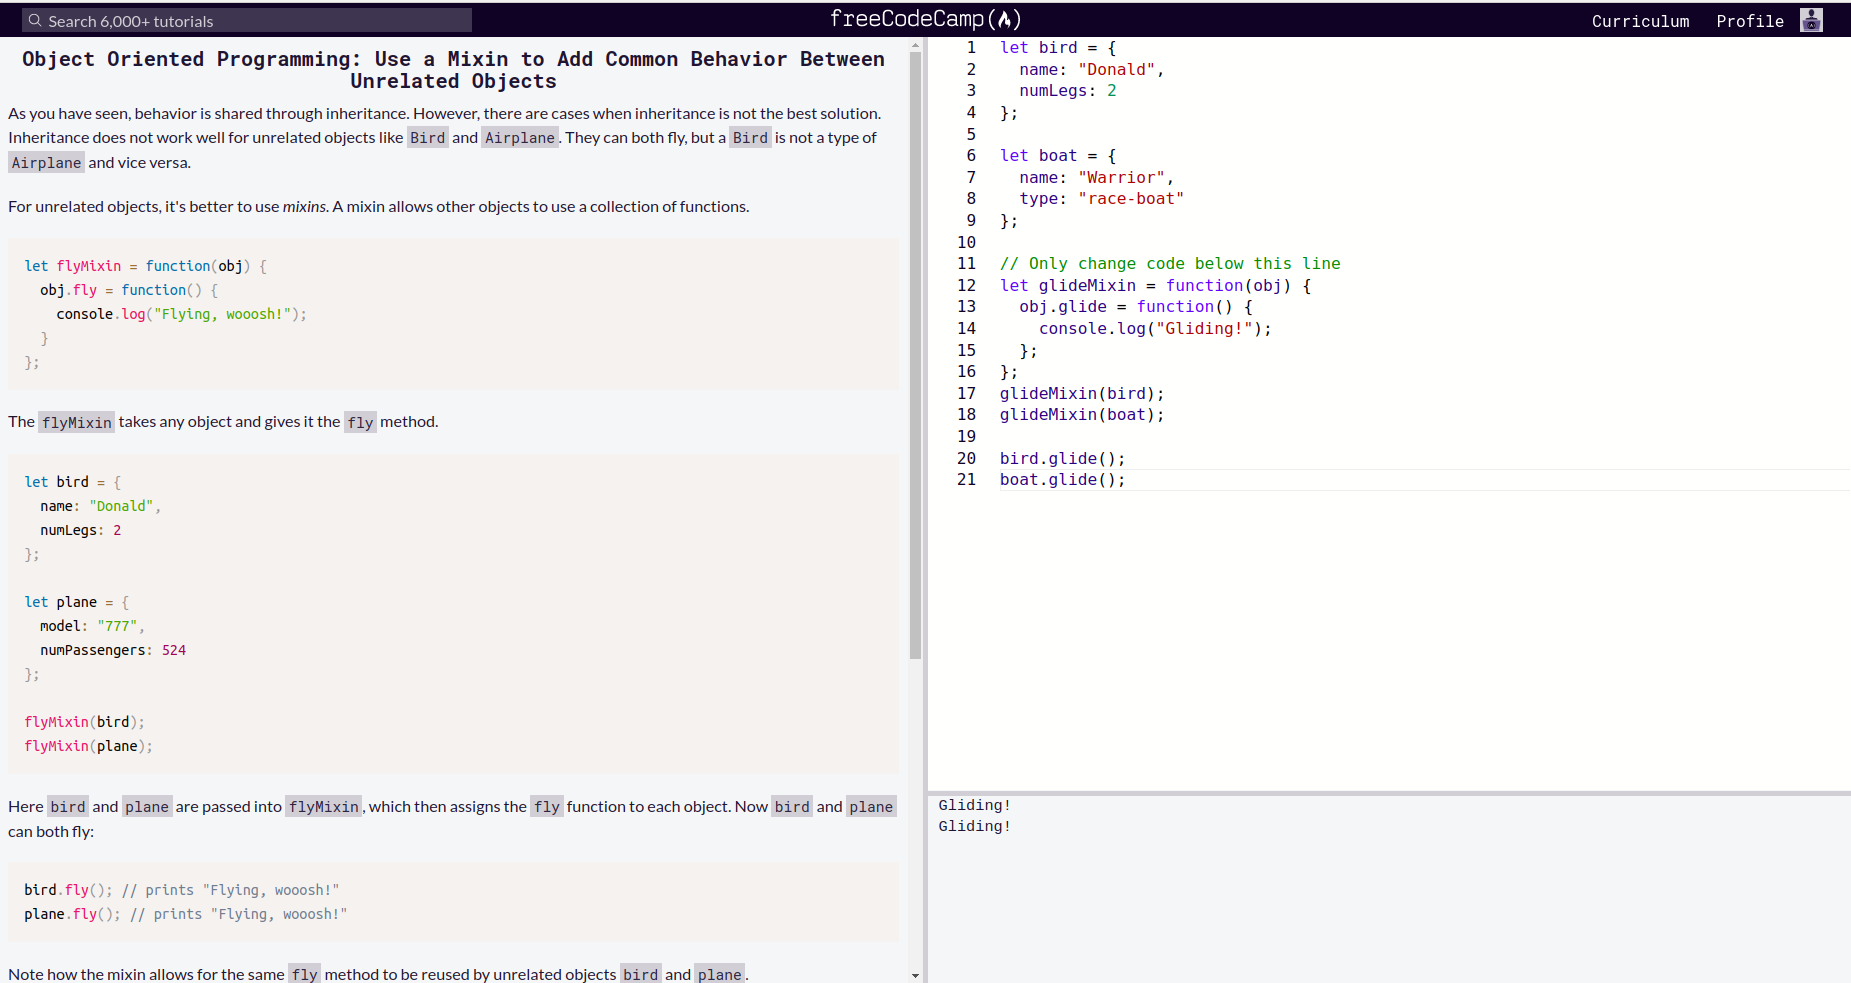 Search 6,000+ tutorials
freeCodeCamp
Curriculum
Profile
Object Oriented Programming: Use a Mixin to Add Common Behavior Between
Unrelated Objects
As you have seen, behavior is shared through inheritance. However, there are cases when inheritance is not the best solution.
Inheritance does not work well for unrelated objects like Bird and Airplane. They can both fly, but a Bird is not a type of
Airplane and vice versa.
For unrelated objects, it's better to use mixins. A mixin allows other objects to use a collection of functions.
let flyMixin = function(obj) {
  obj.fly = function() {
    console.log("Flying, wooosh!");
  }
};
The flyMixin takes any object and gives it the fly method.
let bird = {
  name: "Donald",
  numLegs: 2
};
let plane = {
  model: "777",
  numPassengers: 524
};
flyMixin(bird);
flyMixin(plane);
Here bird and plane are passed into flyMixin, which then assigns the fly function to each object. Now bird and plane
can both fly:
bird.fly(); // prints "Flying, wooosh!"
plane.fly(); // prints "Flying, wooosh!"
Note how the mixin allows for the same fly method to be reused by unrelated objects bird and plane.
1 let bird = {
2   name: "Donald",
3   numLegs: 2
4 };
5
6 let boat = {
7   name: "Warrior",
8   type: "race-boat"
9 };
10
11 // Only change code below this line
12 let glideMixin = function(obj) {
13   obj.glide = function() {
14     console.log("Gliding!");
15   };
16 };
17 glideMixin(bird);
18 glideMixin(boat);
19
20 bird.glide();
21 boat.glide();
Gliding!
Gliding!